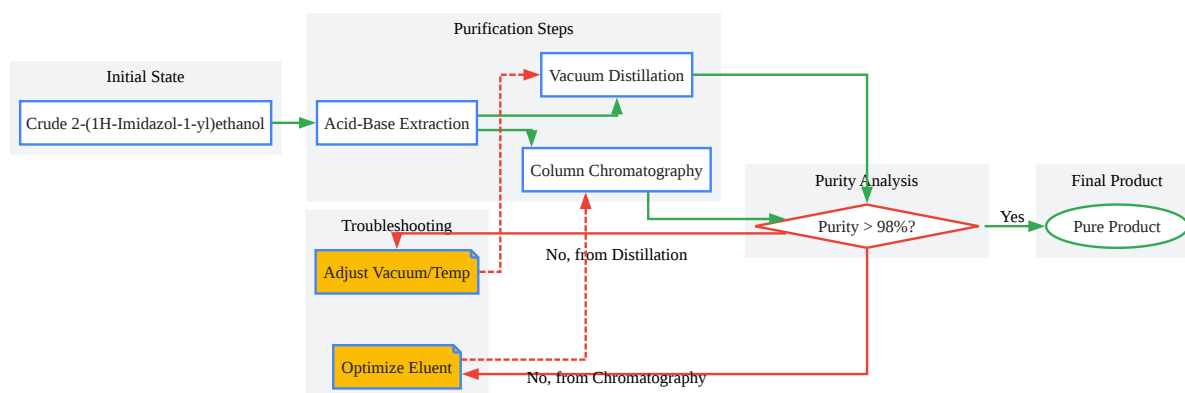 Purification Steps
Initial State
Vacuum Distillation
Crude 2-(1H-Imidazol-1-yl)ethanol
Acid-Base Extraction
Column Chromatography
Purity Analysis
Final Product
Troubleshooting
Purity > 98%?
Yes
Pure Product
No, from Distillation
Adjust Vacuum/Temp
Optimize Eluent
No, from Chromatography